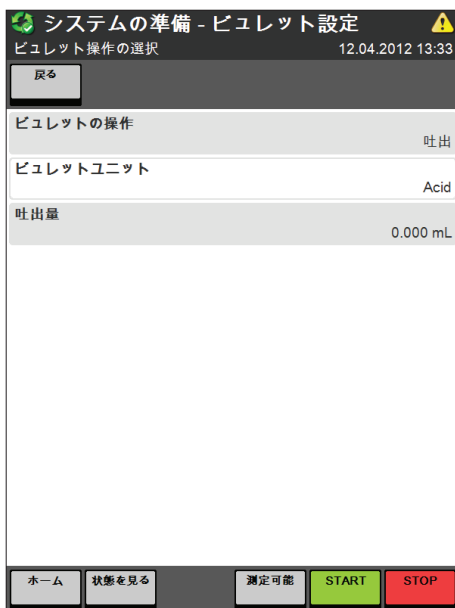 システムの準備 - ビュレット設定
ビュレット操作の選択 12.04.2012 13:33
戻る
ビュレットの操作
吐出
ビュレットユニット
Acid
吐出量
0.000 mL
ホーム 状態を見る 測定可能 START STOP